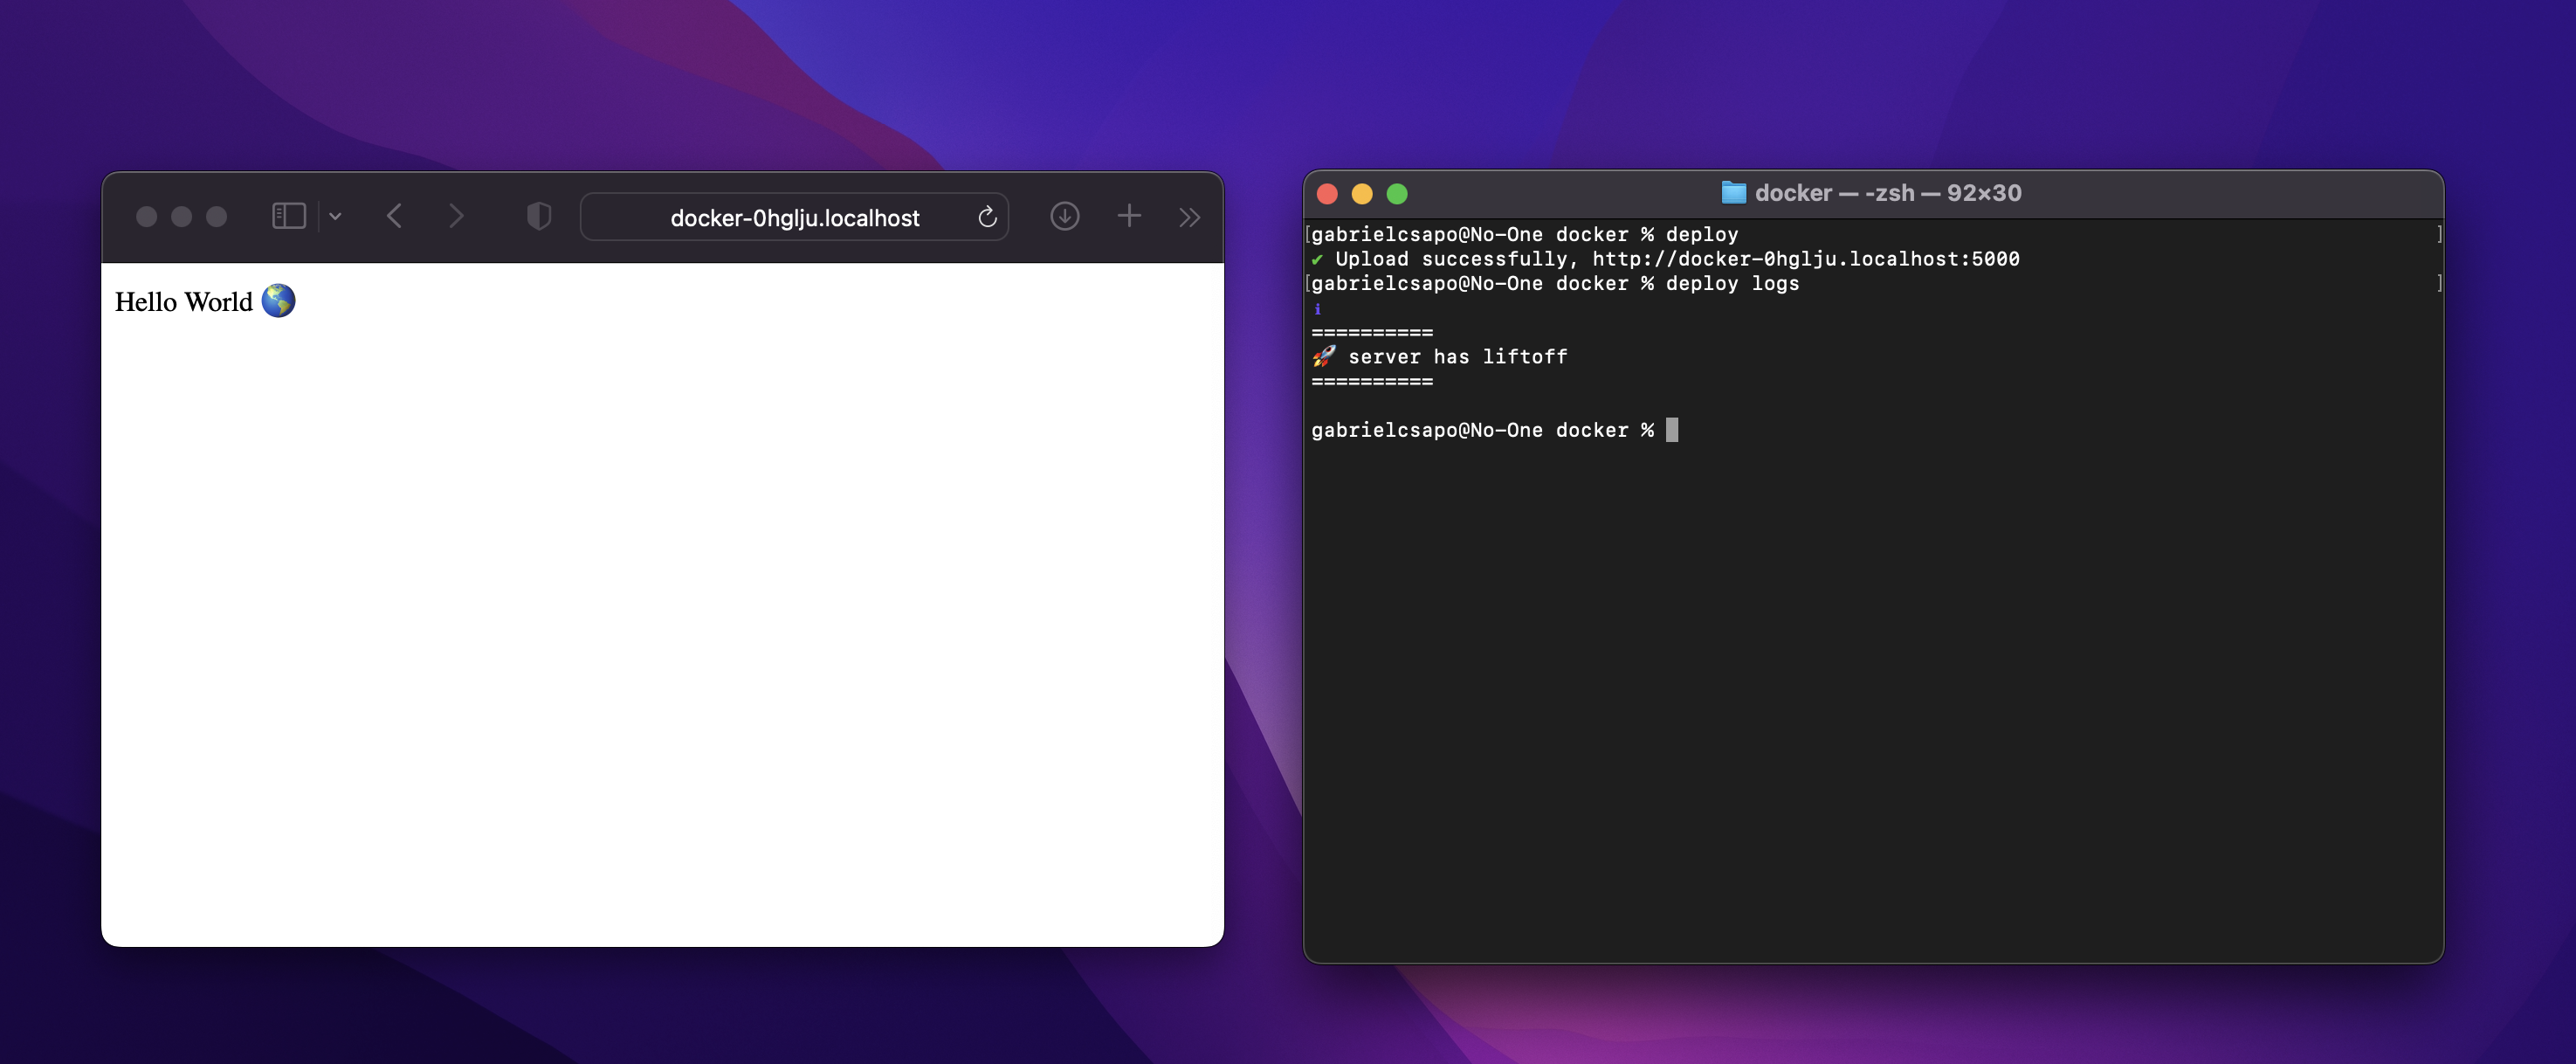 docker-0hglju.localhost
Hello World 🌎
docker — -zsh — 92×30
[gabrielcsapo@No-One docker % deploy ]
✔ Upload successfully, http://docker-0hglju.localhost:5000
[gabrielcsapo@No-One docker % deploy logs ]
ℹ
==========
🚀 server has liftoff
==========
gabrielcsapo@No-One docker %